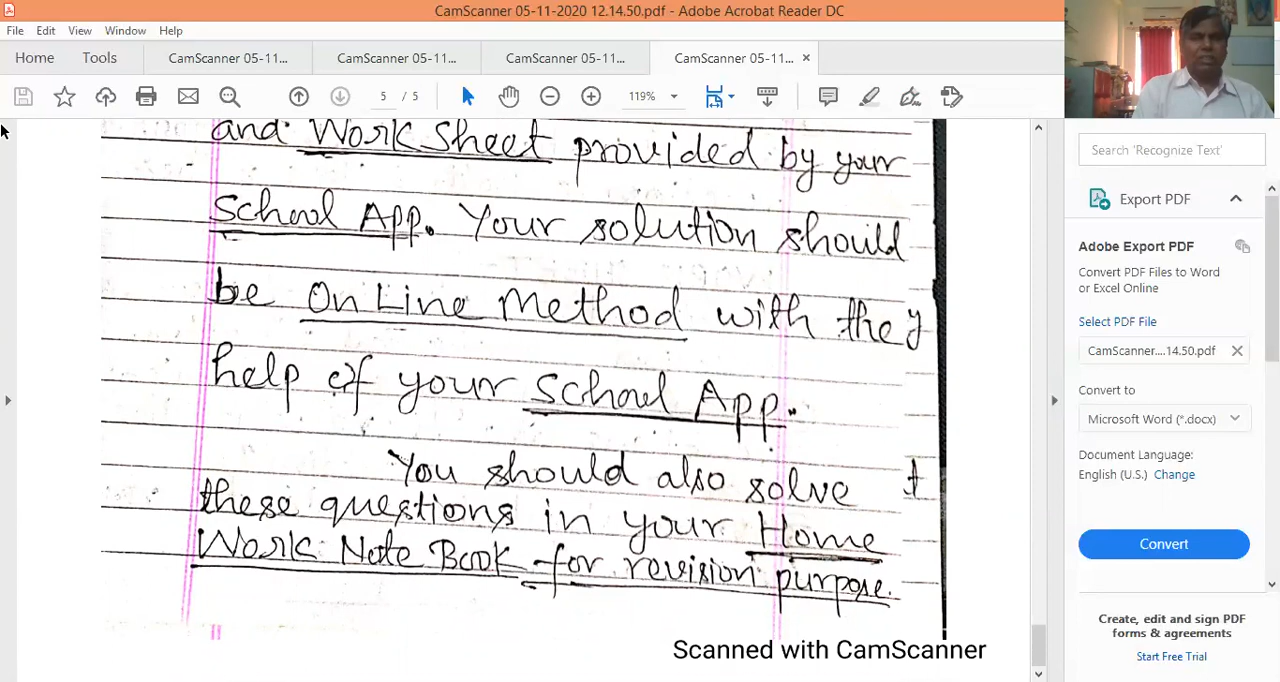 CamScanner 05-11-2020 12.14.50.pdf - Adobe Acrobat Reader DC
File Edit View Window Help
Home Tools CamScanner 05-11... CamScanner 05-11... CamScanner 05-11... CamScanner 05-11... ×
5 / 5 119%
and Work Sheet provided by your
School App. Your solution should
be On Line Method with the y
help of your School App.
You should also solve t
these questions in your Home
Work Note Book for revision purpose.
Scanned with CamScanner
Search 'Recognize Text'
Export PDF
Adobe Export PDF
Convert PDF Files to Word
or Excel Online
Select PDF File
CamScanner....14.50.pdf
Convert to
Microsoft Word (*.docx)
Document Language:
English (U.S.) Change
Convert
Create, edit and sign PDF
forms & agreements
Start Free Trial